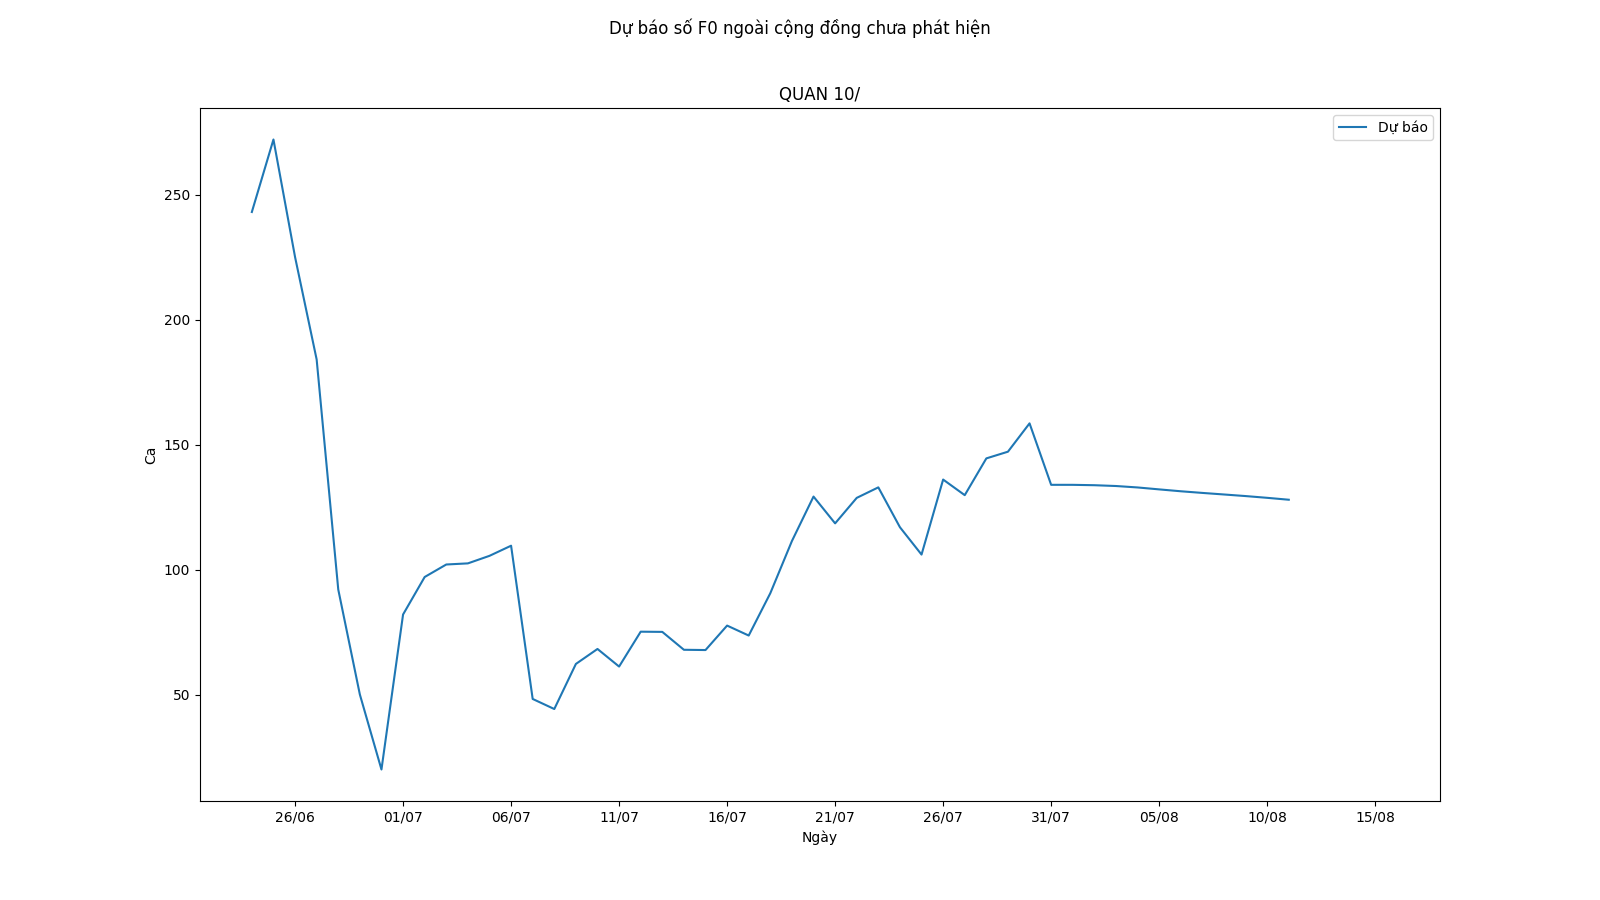 Dự báo số F0 ngoài cộng đồng chưa phát hiện
QUAN 10/
Dự báo
250
200
150
100
50
Ca
26/06 01/07 06/07 11/07 16/07 21/07 26/07 31/07 05/08 10/08 15/08
Ngày